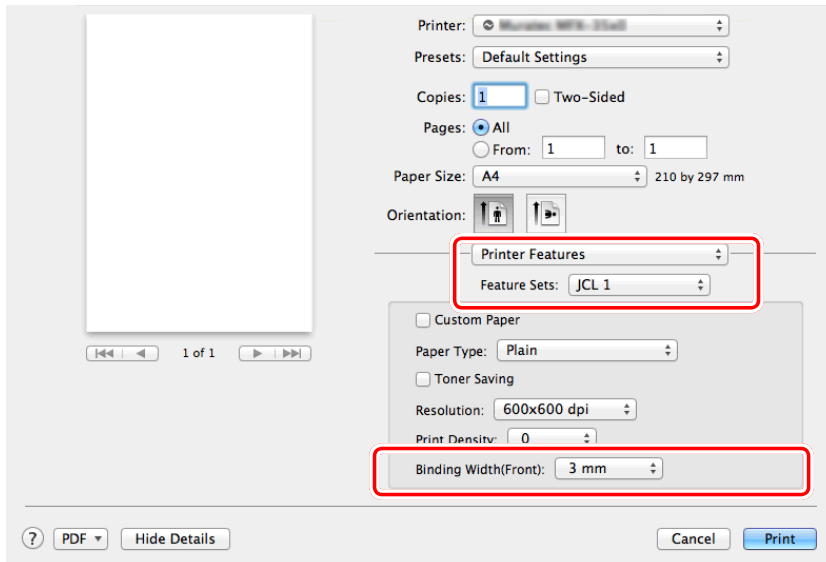 Printer:
Presets: Default Settings
Copies: 1 Two-Sided
Pages: All
From: 1 to: 1
Paper Size: A4 210 by 297 mm
Orientation:
Printer Features
Feature Sets: JCL 1
Custom Paper
1 of 1
Paper Type: Plain
Toner Saving
Resolution: 600x600 dpi
Print Density: 0
Binding Width(Front): 3 mm
? PDF Hide Details Cancel Print